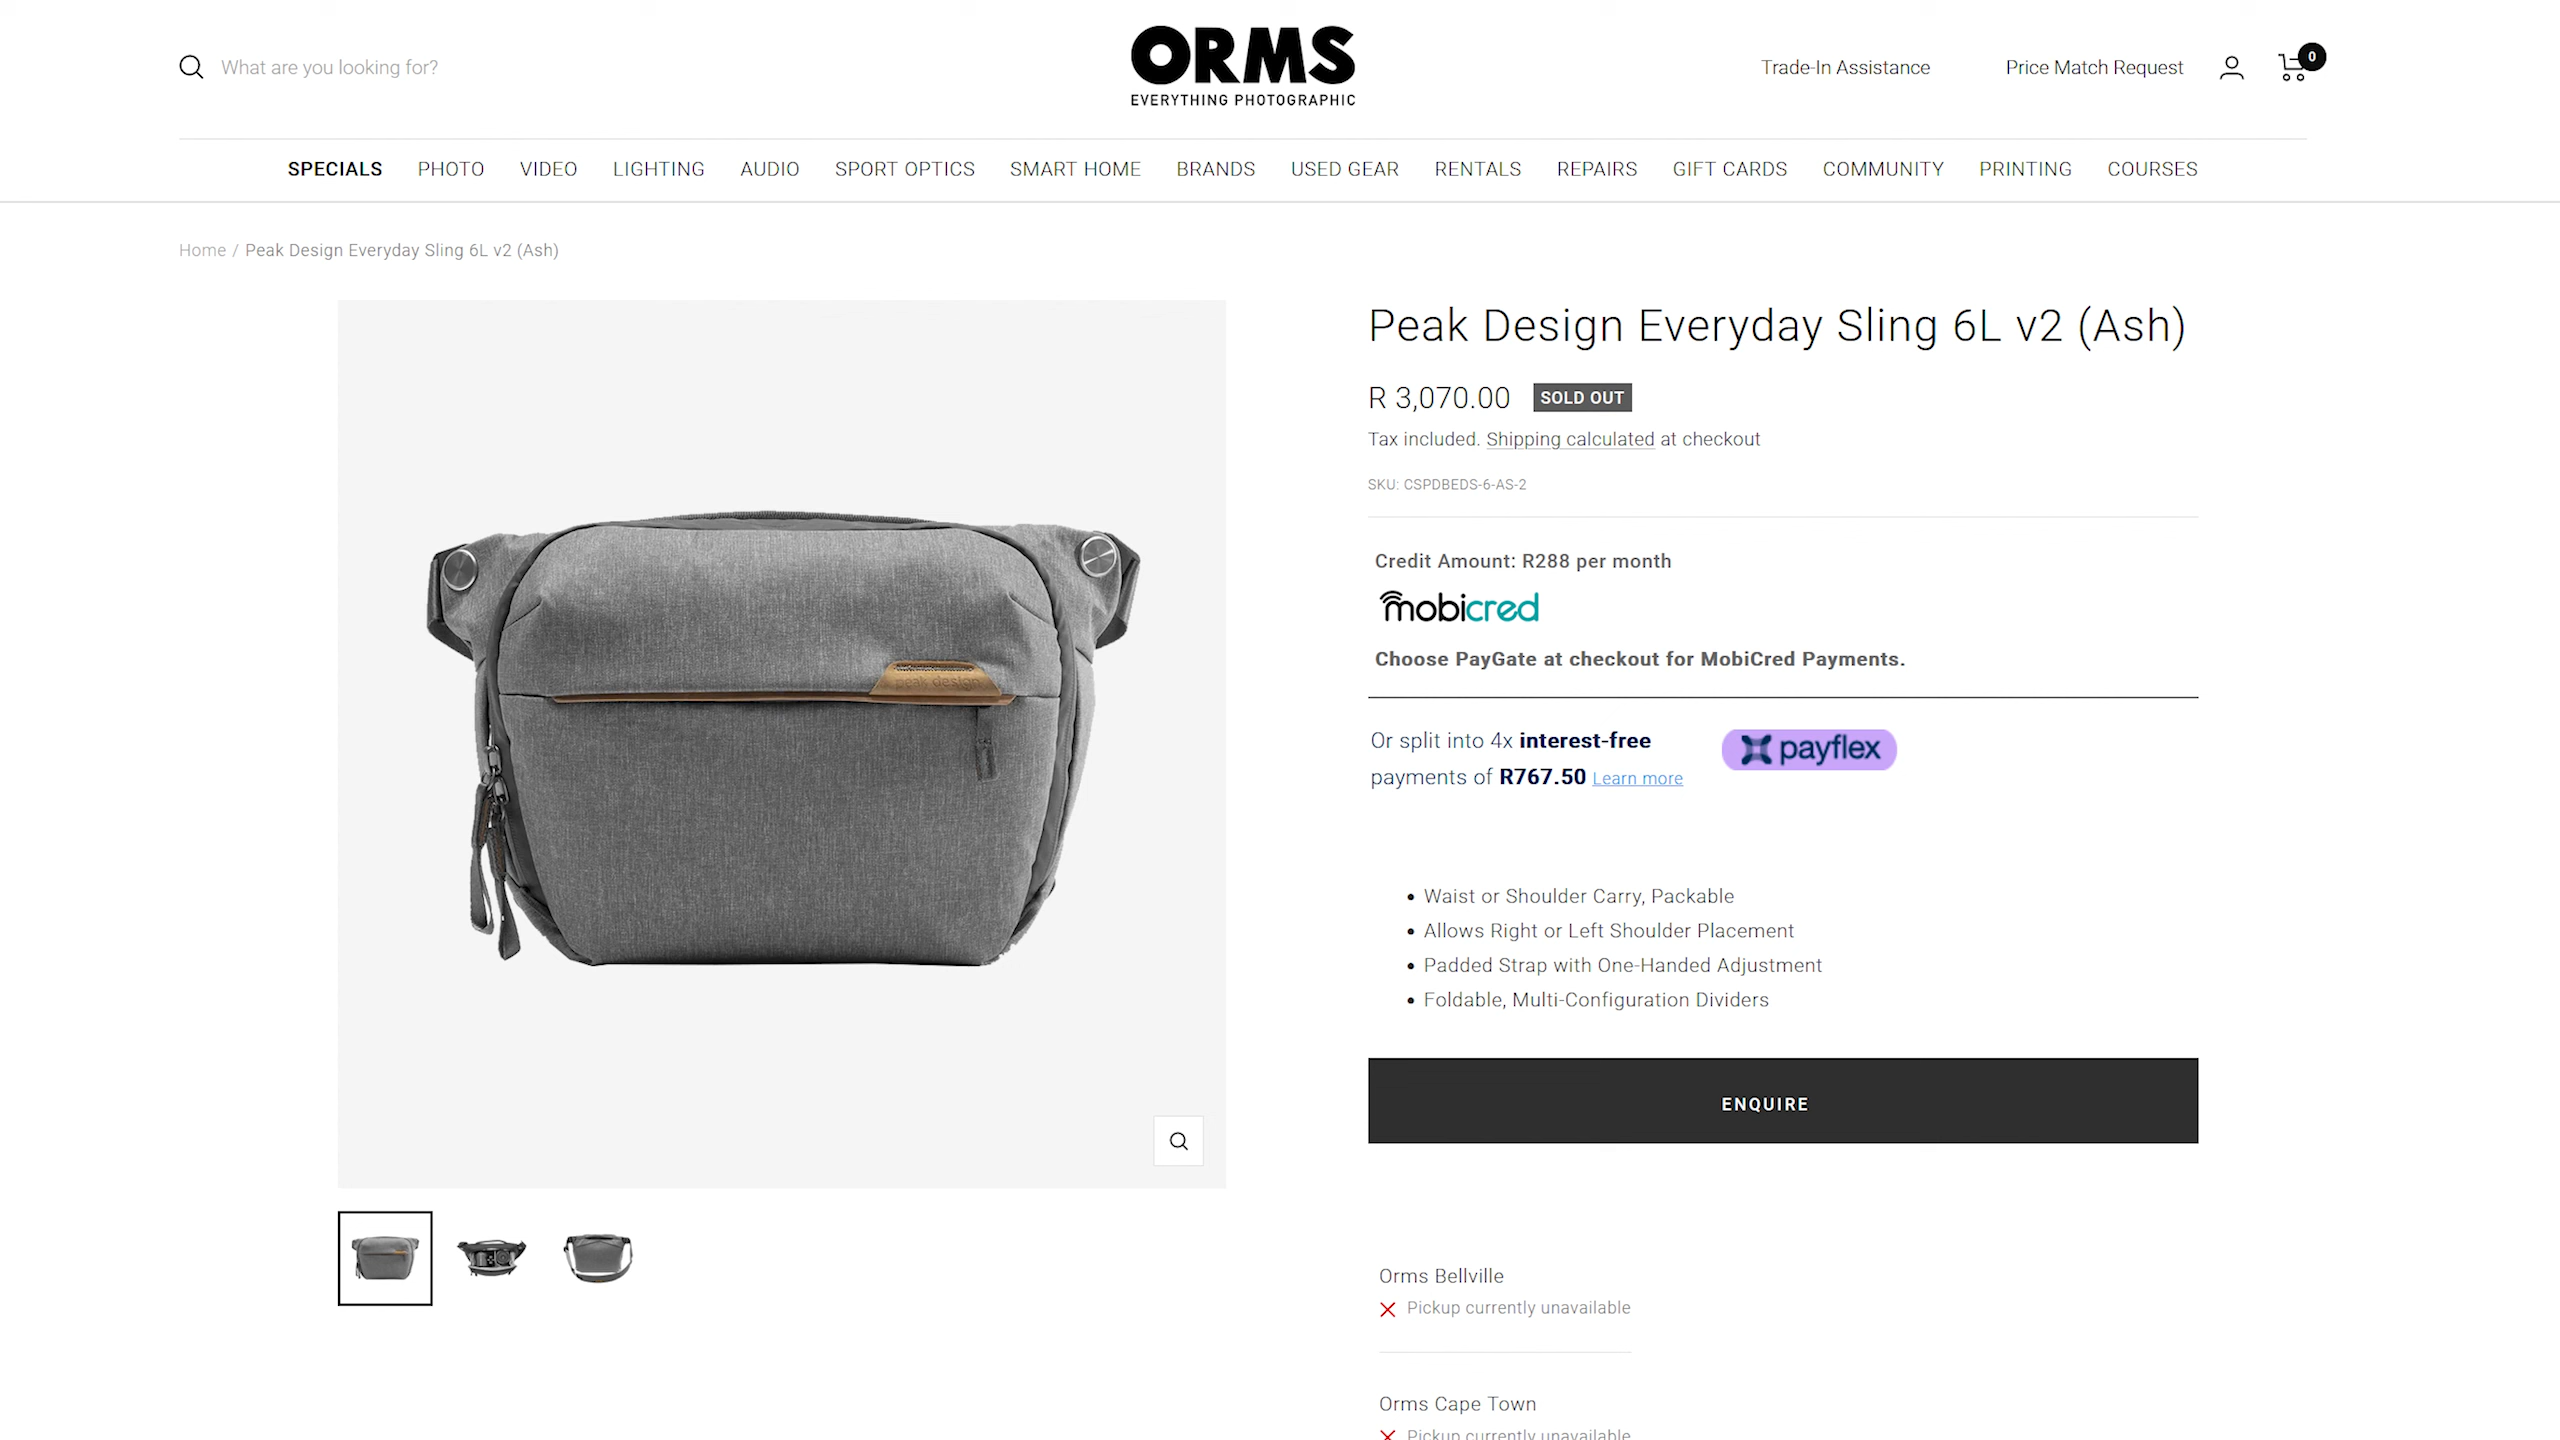 What are you looking for?
ORMS
EVERYTHING PHOTOGRAPHIC
Trade-In Assistance
Price Match Request
0
SPECIALS
PHOTO
VIDEO
LIGHTING
AUDIO
SPORT OPTICS
SMART HOME
BRANDS
USED GEAR
RENTALS
REPAIRS
GIFT CARDS
COMMUNITY
PRINTING
COURSES
Home / Peak Design Everyday Sling 6L v2 (Ash)
peak design
Peak Design Everyday Sling 6L v2 (Ash)
R 3,070.00 SOLD OUT
Tax included. Shipping calculated at checkout
SKU: CSPDBEDS-6-AS-2
Credit Amount: R288 per month
mobicred
Choose PayGate at checkout for MobiCred Payments.
Or split into 4x interest-free
payments of R767.50 Learn more
payflex
Waist or Shoulder Carry, Packable
Allows Right or Left Shoulder Placement
Padded Strap with One-Handed Adjustment
Foldable, Multi-Configuration Dividers
ENQUIRE
Orms Bellville
Pickup currently unavailable
Orms Cape Town
Pickup currently unavailable